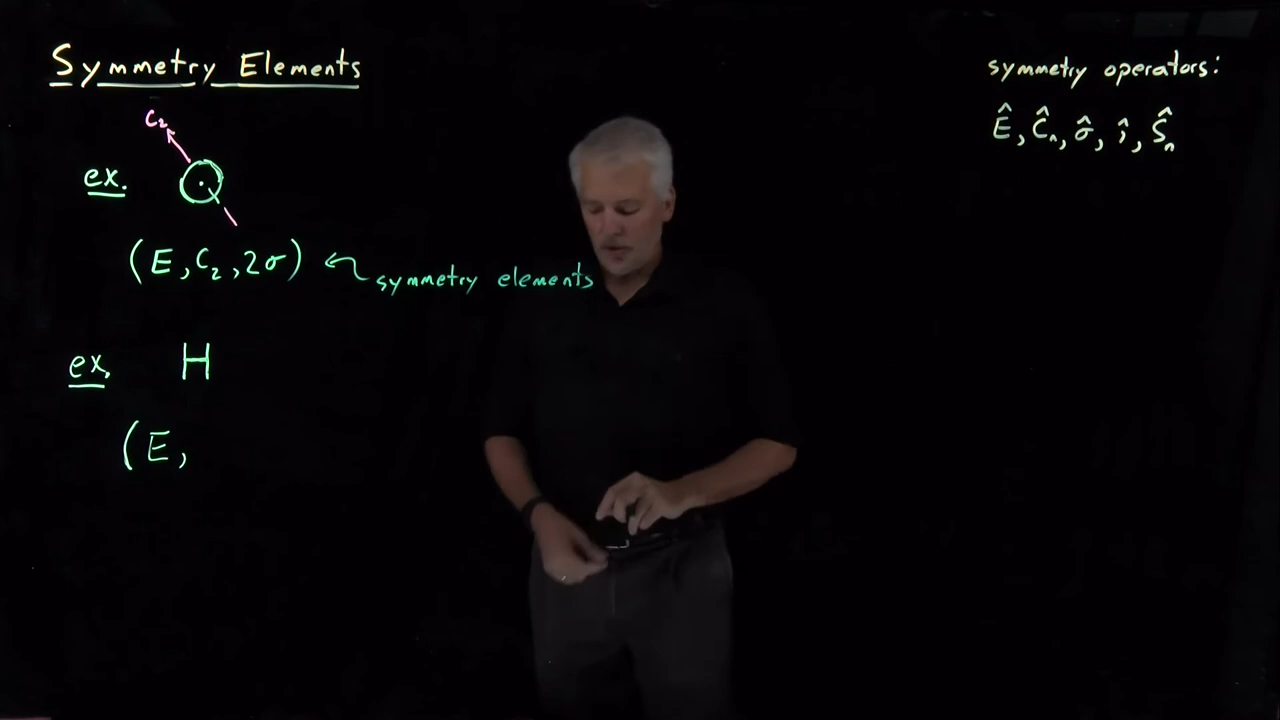 Symmetry Elements
symmetry operators:
Ê, Ĉₙ, σ̂, î, Ŝₙ
C₂
ex.
(E, C₂, 2σ)
symmetry elements
ex. H
(E,